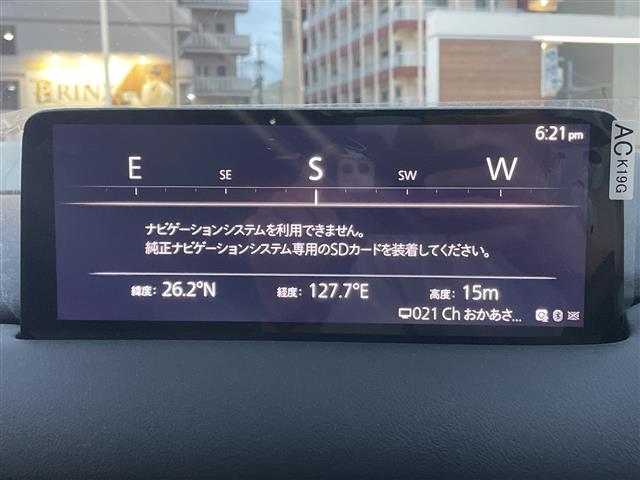 BRINK
6:21pm
ACK19G
E SE S SW W
ナビゲーションシステムを利用できません。
純正ナビゲーションシステム専用のSDカードを装着してください。
緯度: 26.2°N 経度: 127.7°E 高度: 15m
021 Ch おかあさ...